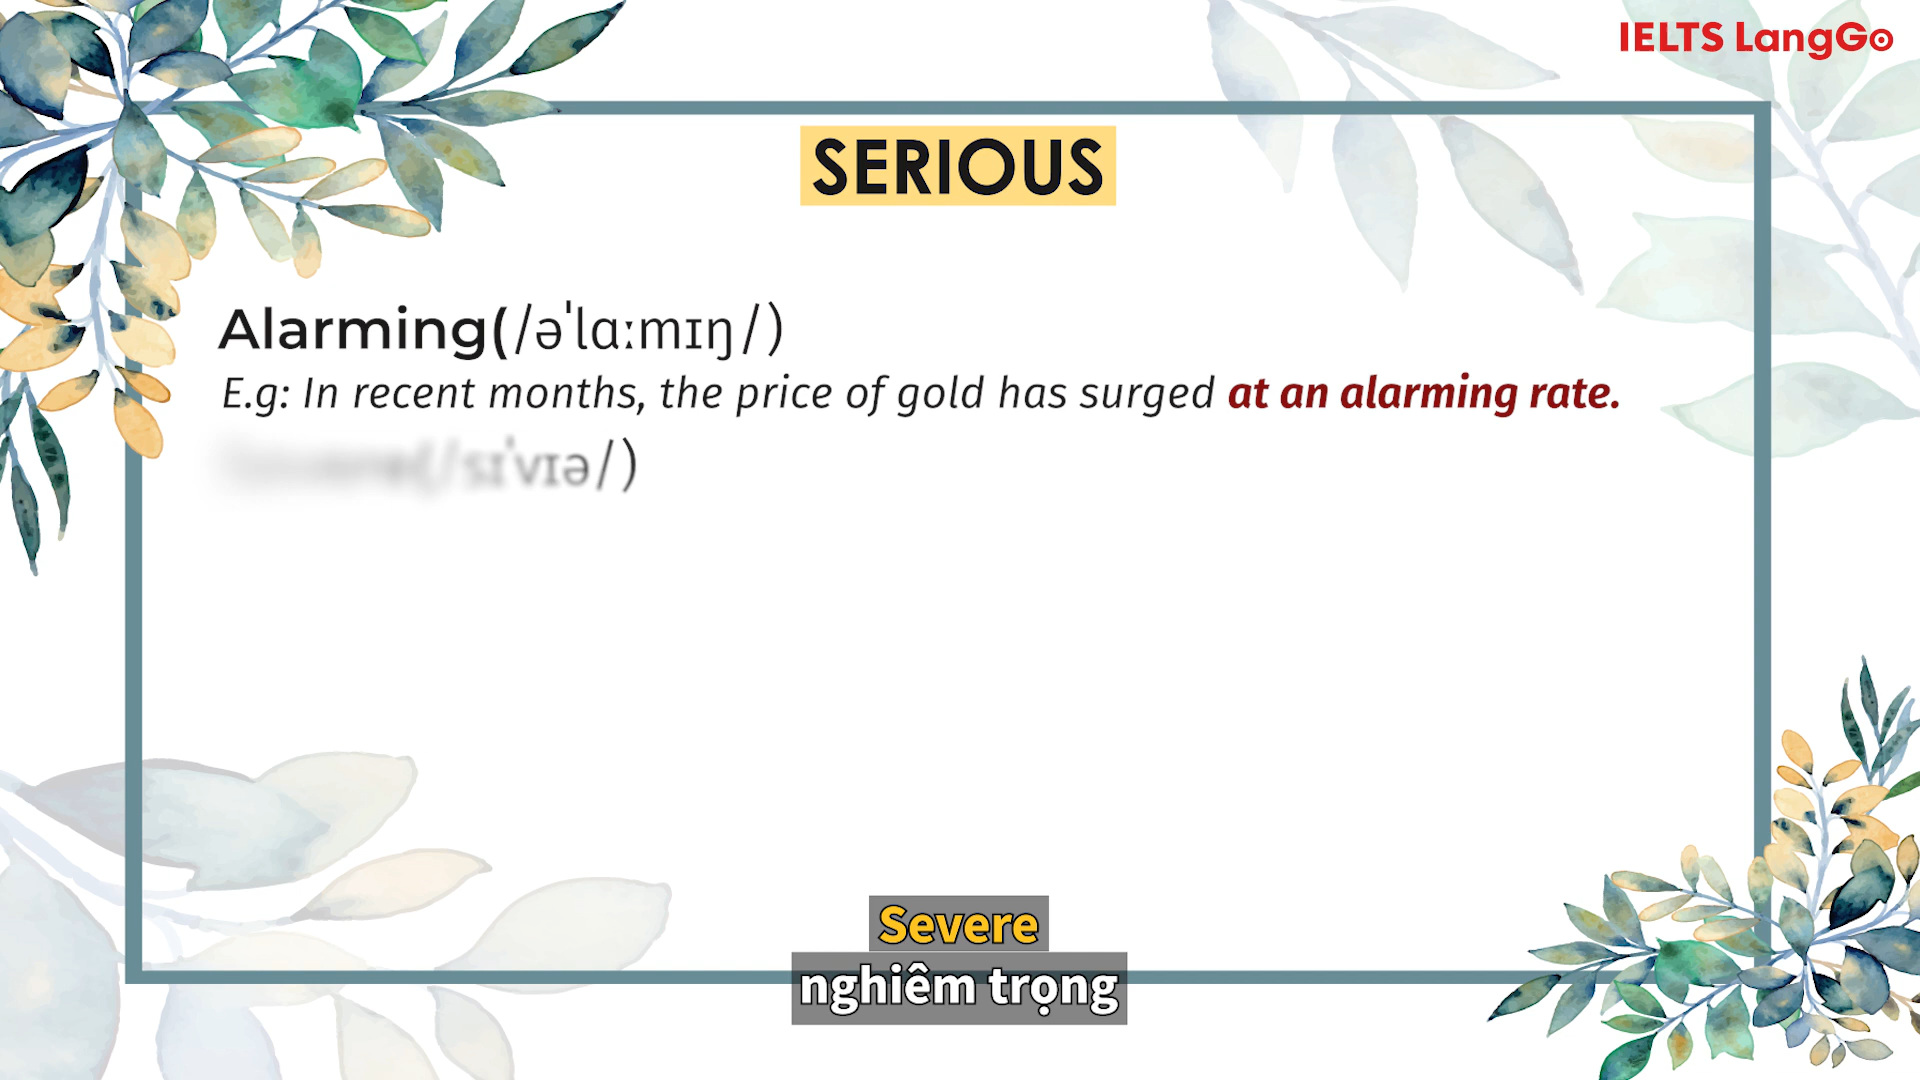 IELTS LangGo
SERIOUS
Alarming(/əˈlɑːmɪŋ/)
E.g: In recent months, the price of gold has surged at an alarming rate.
(/sɪˈvɪə/)
Severe
nghiêm trọng